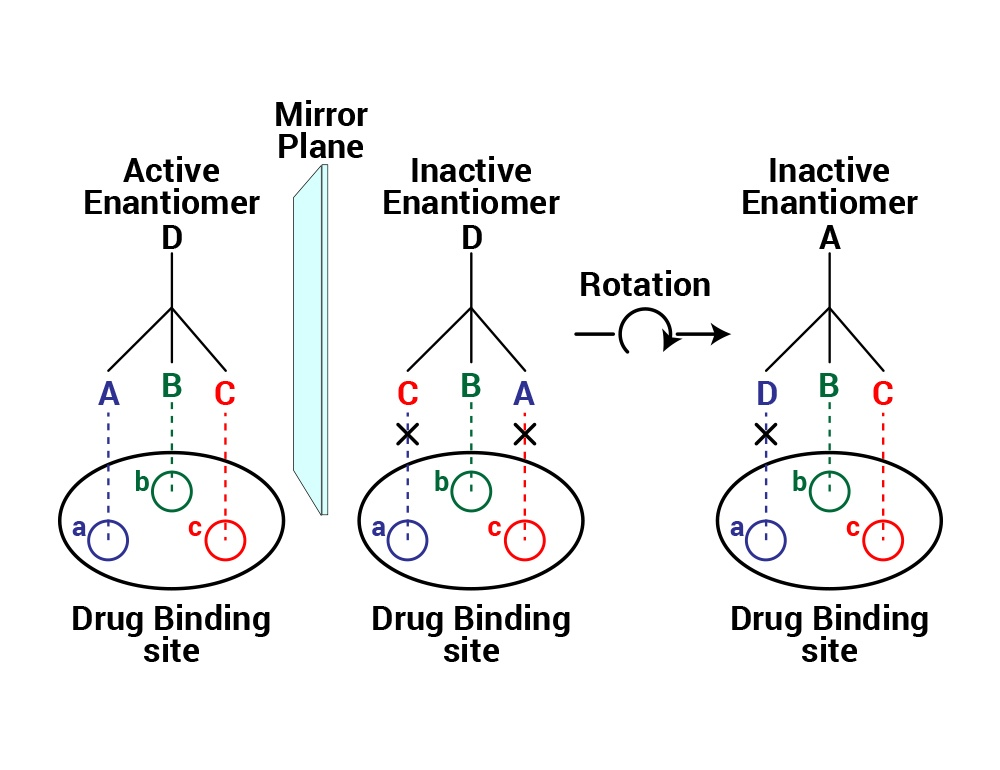 Mirror
Plane
Active
Enantiomer
D
A B C
b
a c
Drug Binding
site
Inactive
Enantiomer
D
C B A
b
a c
Drug Binding
site
Rotation
Inactive
Enantiomer
A
D B C
b
a c
Drug Binding
site